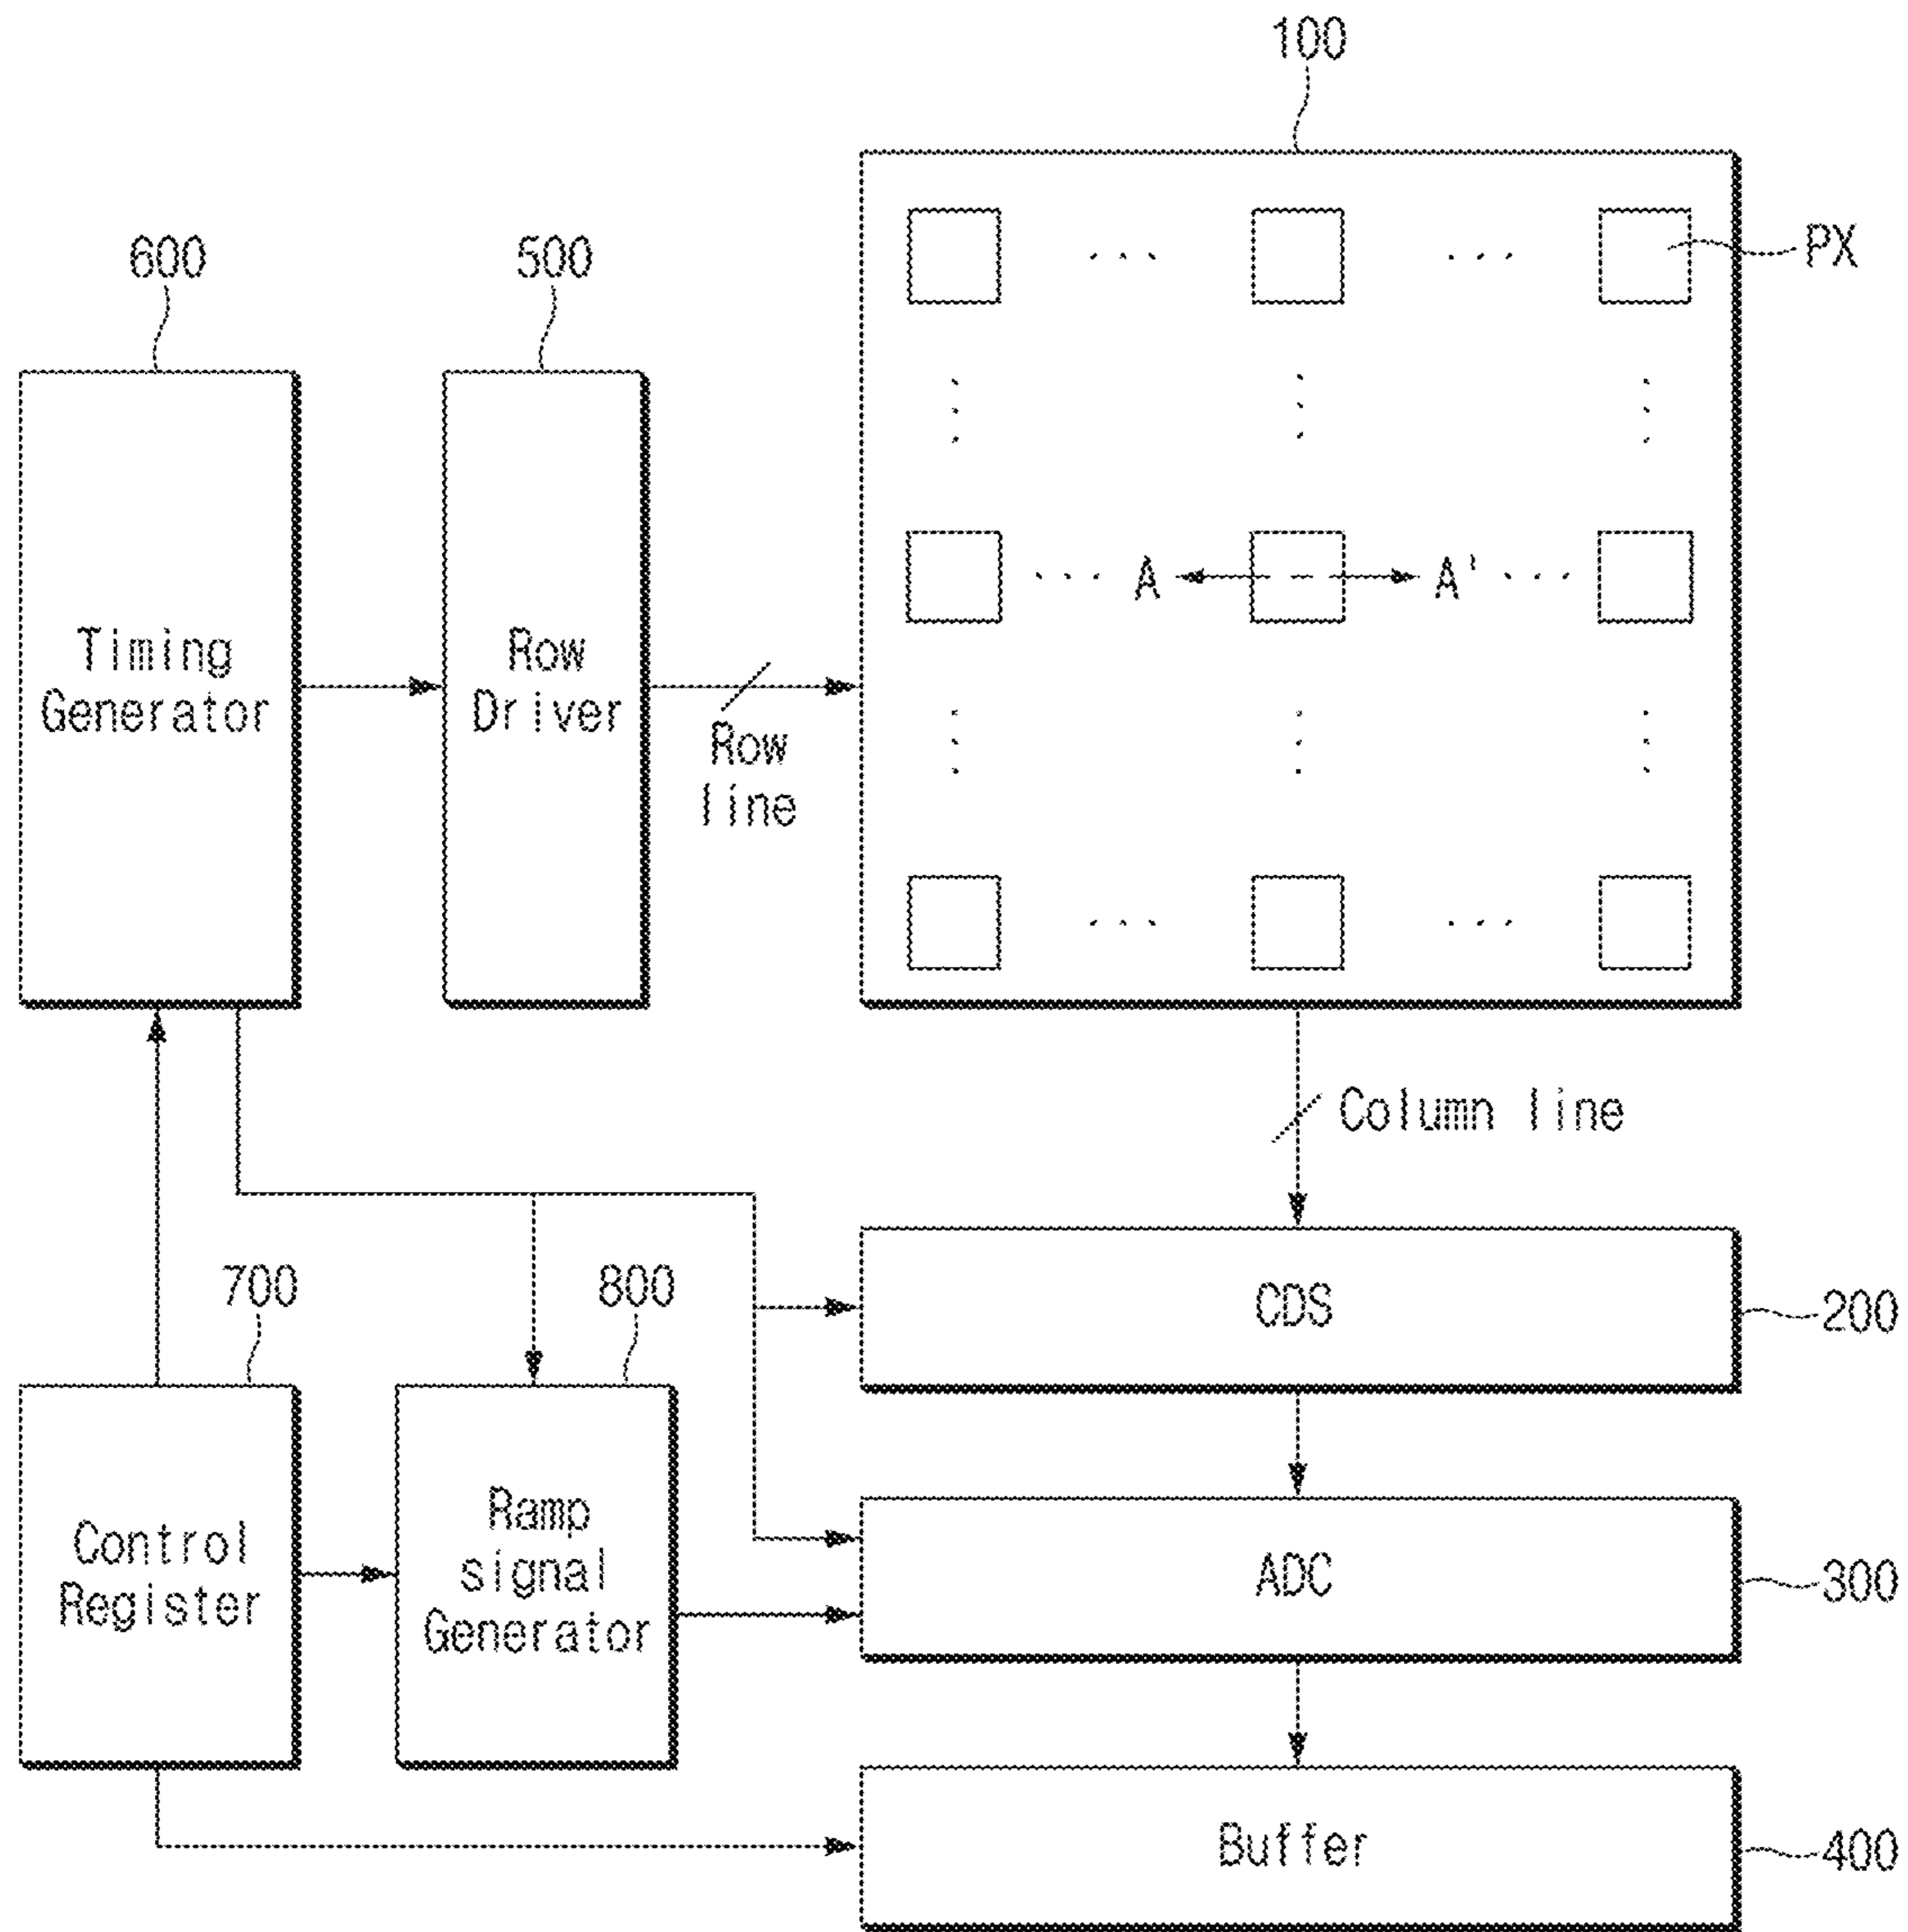 100
PX
600
500
A
A'
Timing
Generator
Row
Driver
Row
line
Column line
700
800
CDS
200
Control
Register
Ramp
signal
Generator
ADC
300
Buffer
400